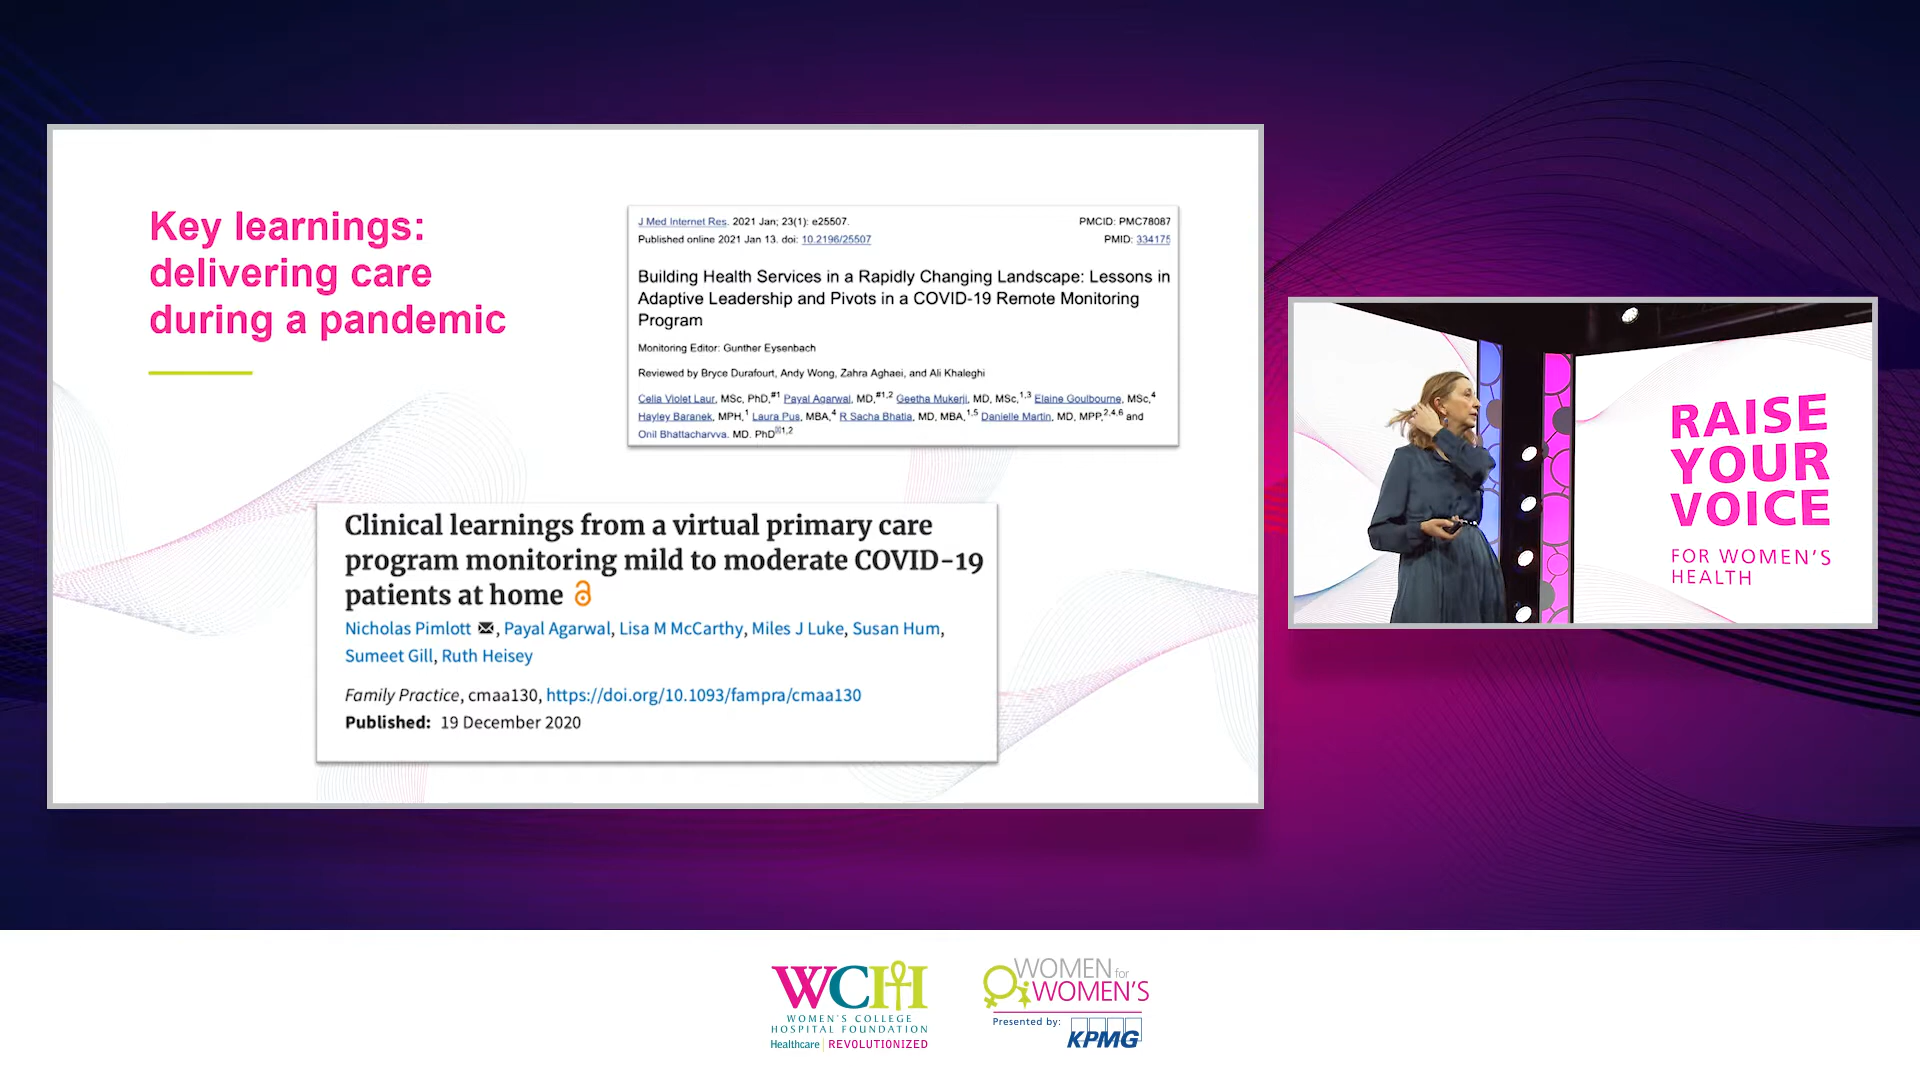 Key learnings:
delivering care
during a pandemic
J Med Internet Res. 2021 Jan; 23(1): e25507.
PMCID: PMC78087
Published online 2021 Jan 13. doi: 10.2196/25507
PMID: 334175
Building Health Services in a Rapidly Changing Landscape: Lessons in
Adaptive Leadership and Pivots in a COVID-19 Remote Monitoring
Program
Monitoring Editor: Gunther Eysenbach
Reviewed by Bryce Durafourt, Andy Wong, Zahra Aghaei, and Ali Khaleghi
Celia Violet Laur, MSc, PhD,#1 Payal Agarwal, MD,#1,2 Geetha Mukerji, MD, MSc,1,3 Elaine Goulbourne, MSc,4
Hayley Baranek, MPH,1 Laura Pus, MBA,4 R Sacha Bhatia, MD, MBA,1,5 Danielle Martin, MD, MPP,2,4,6 and
Onil Bhattacharyya, MD, PhD1,2
Clinical learnings from a virtual primary care
program monitoring mild to moderate COVID-19
patients at home
Nicholas Pimlott, Payal Agarwal, Lisa M McCarthy, Miles J Luke, Susan Hum,
Sumeet Gill, Ruth Heisey
Family Practice, cmaa130, https://doi.org/10.1093/fampra/cmaa130
Published: 19 December 2020
RAISE
YOUR
VOICE
FOR WOMEN'S
HEALTH
WCH
WOMEN'S COLLEGE
HOSPITAL FOUNDATION
Healthcare | REVOLUTIONIZED
WOMEN for
WOMEN'S
Presented by:
KPMG